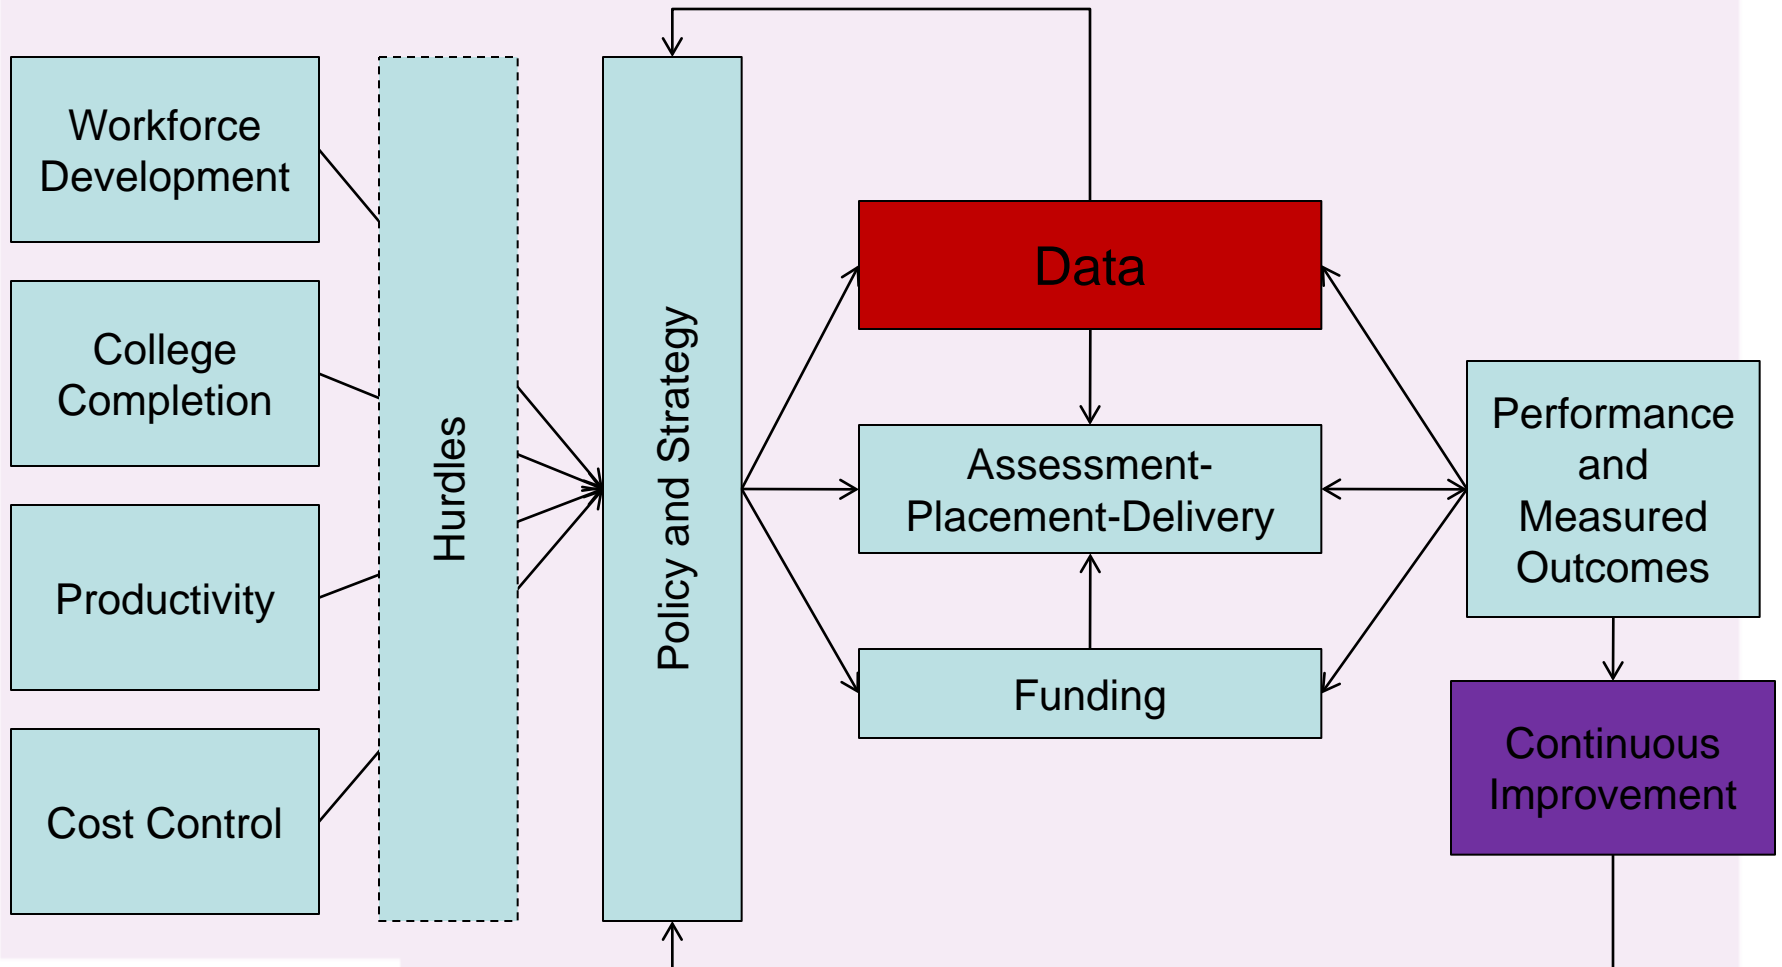 Workforce
Development
College
Completion
Productivity
Cost Control
Hurdles
Policy and Strategy
Data
Assessment-
Placement-Delivery
Funding
Performance
and
Measured
Outcomes
Continuous
Improvement